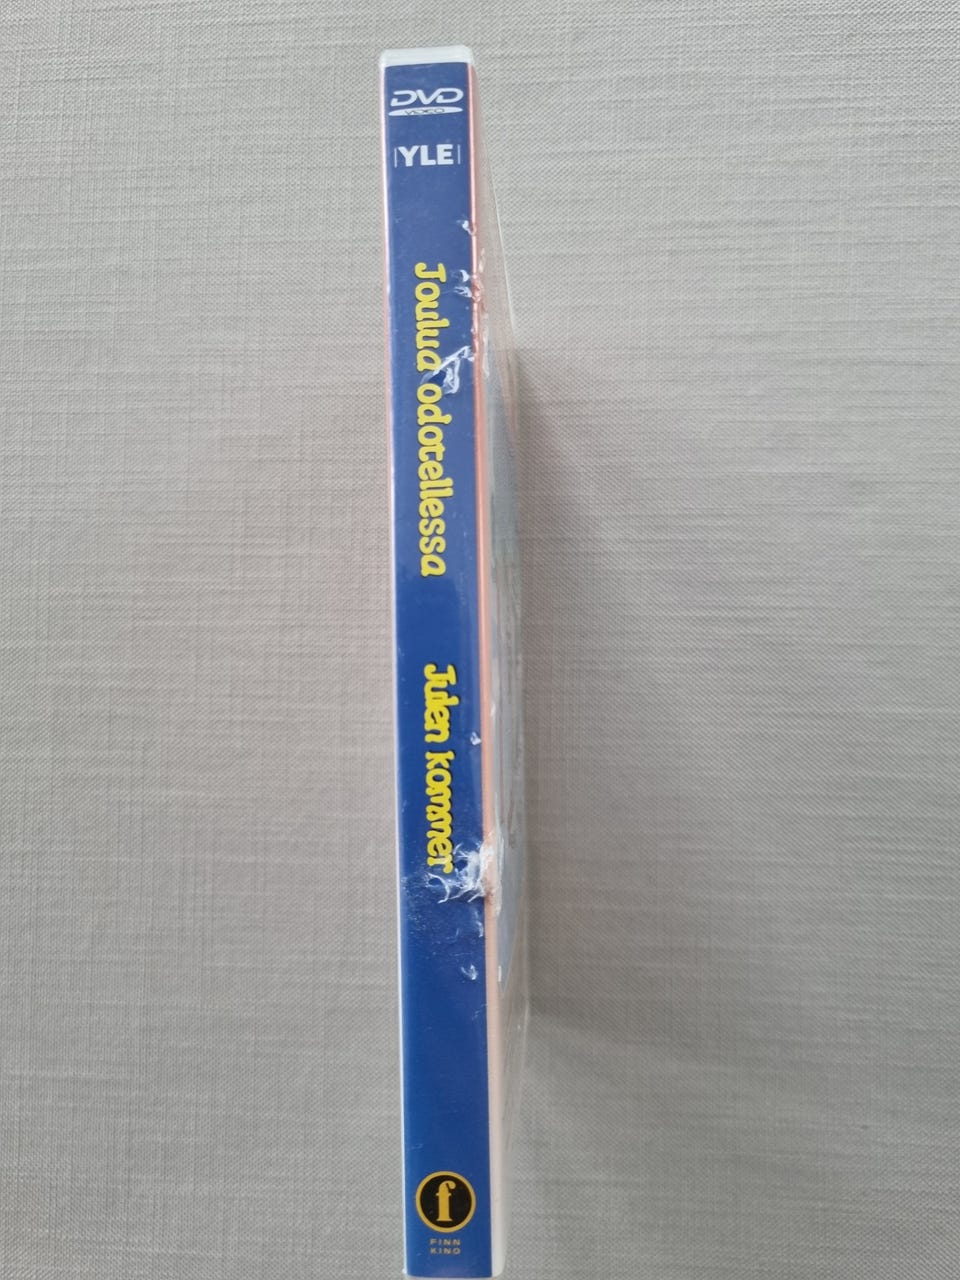 DVD
VIDEO
YLE
Joulua odotellessa
Julen kommer
f
FINN
KINO